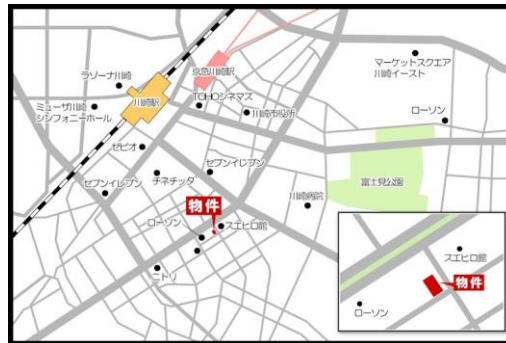 京急川崎駅
マーケットスクエア
川崎イースト
ラゾーナ川崎
TOHOシネマズ
川崎駅
ミューザ川崎
シンフォニーホール
川崎市役所
ローソン
ゼビオ
セブンイレブン
チネチッタ
セブンイレブン
富士見公園
川崎病院
物件
スエヒロ館
ローソン
ニトリ
スエヒロ館
物件
ローソン